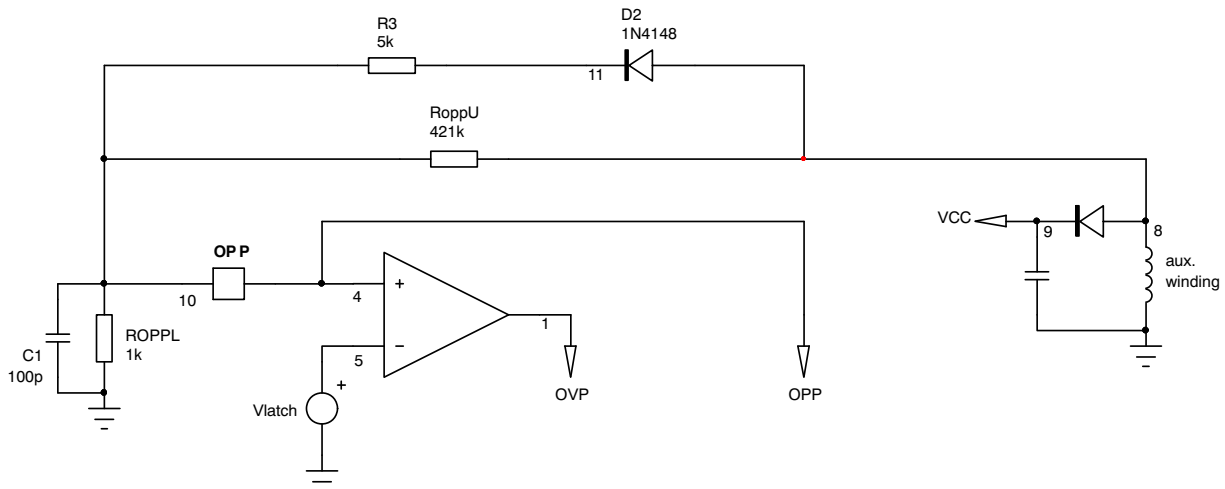 D2
1N4148
R3
5k
11
RoppU
421k
VCC
9
8
aux.
winding
OPP
10
4
+
1
5
−
ROPPL
1k
C1
100p
+
Vlatch
OVP
OPP